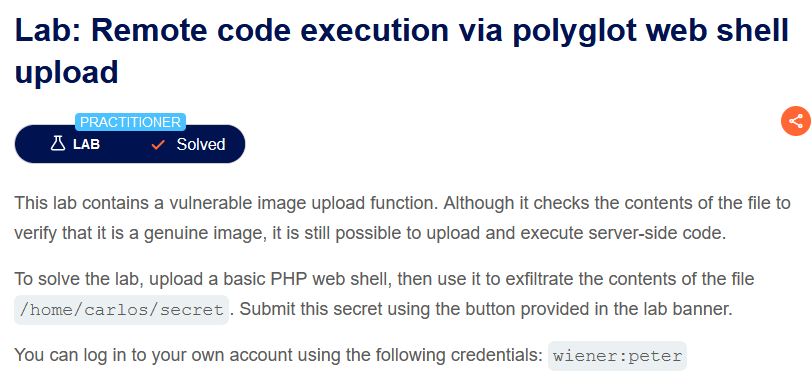 Lab: Remote code execution via polyglot web shell
upload
PRACTITIONER
LAB Solved
This lab contains a vulnerable image upload function. Although it checks the contents of the file to
verify that it is a genuine image, it is still possible to upload and execute server-side code.
To solve the lab, upload a basic PHP web shell, then use it to exfiltrate the contents of the file
/home/carlos/secret. Submit this secret using the button provided in the lab banner.
You can log in to your own account using the following credentials: wiener:peter